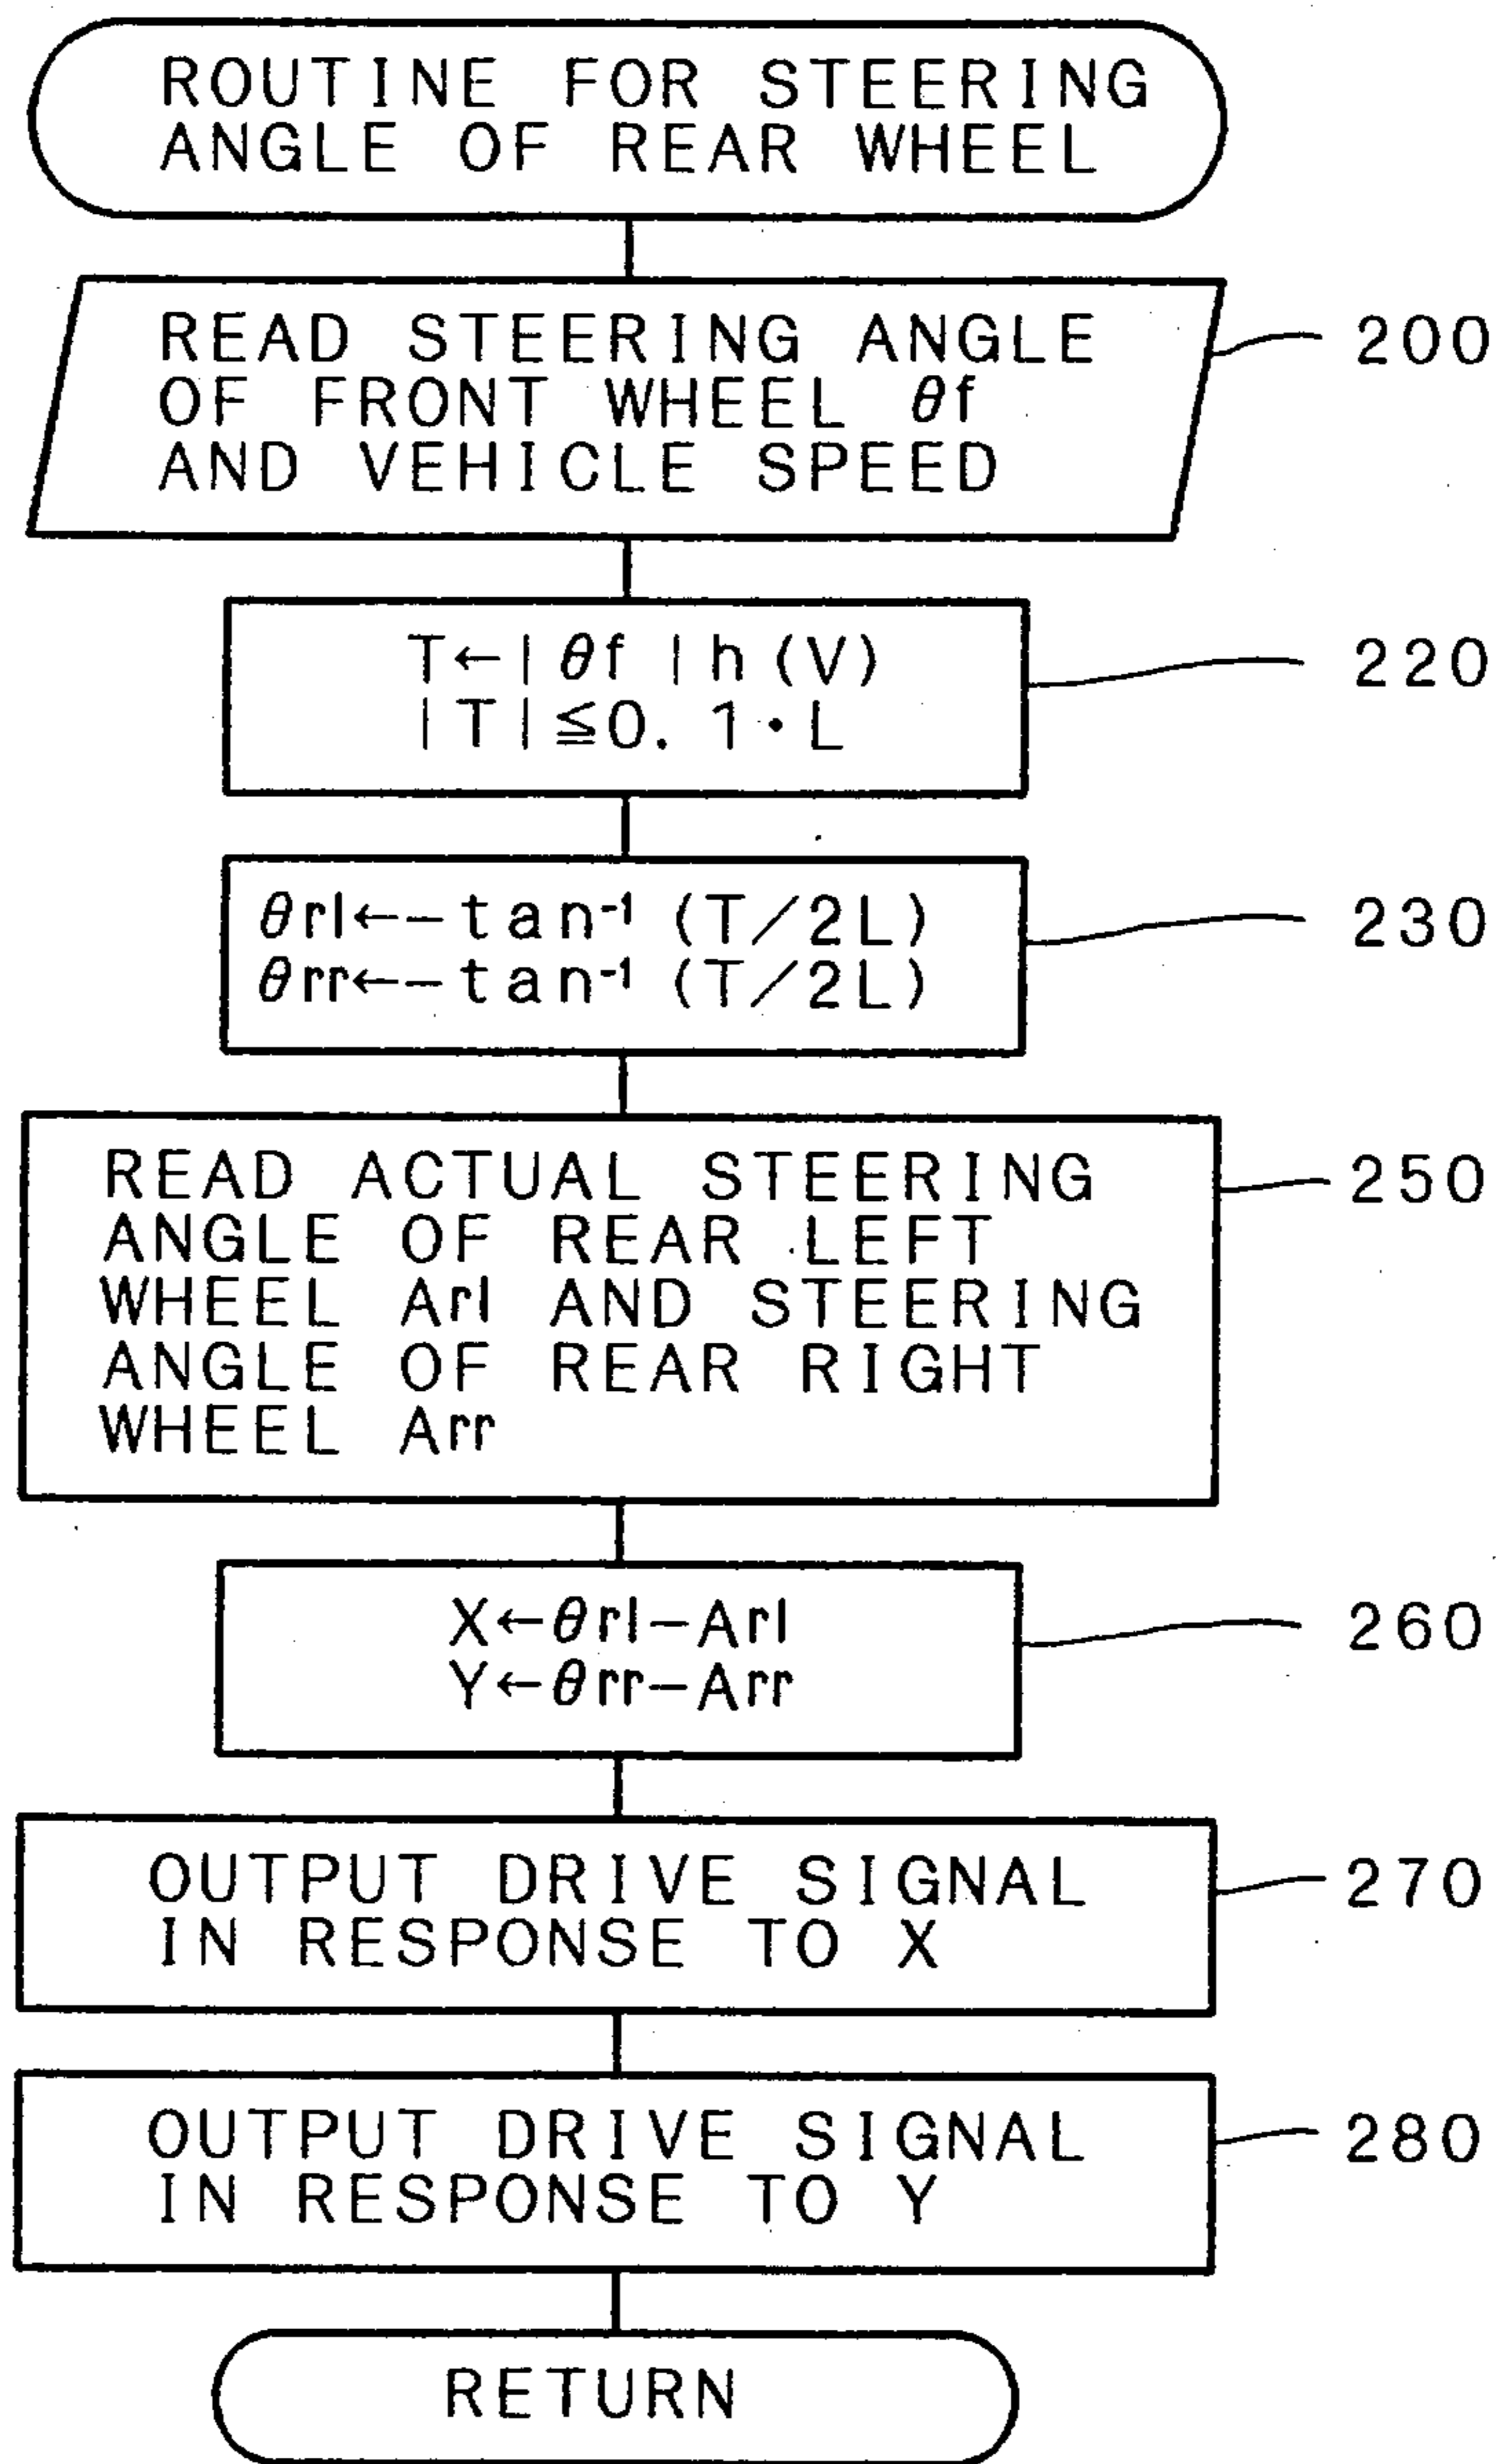 ROUTINE FOR STEERING
ANGLE OF REAR WHEEL
READ STEERING ANGLE
OF FRONT WHEEL θf
AND VEHICLE SPEED
200
T←|θf|h(V)
|T|≦0.1·L
220
θrl←−tan⁻¹(T/2L)
θrr←−tan⁻¹(T/2L)
230
READ ACTUAL STEERING
ANGLE OF REAR LEFT
WHEEL Arl AND STEERING
ANGLE OF REAR RIGHT
WHEEL Arr
250
X←θrl−Arl
Y←θrr−Arr
260
OUTPUT DRIVE SIGNAL
IN RESPONSE TO X
270
OUTPUT DRIVE SIGNAL
IN RESPONSE TO Y
280
RETURN